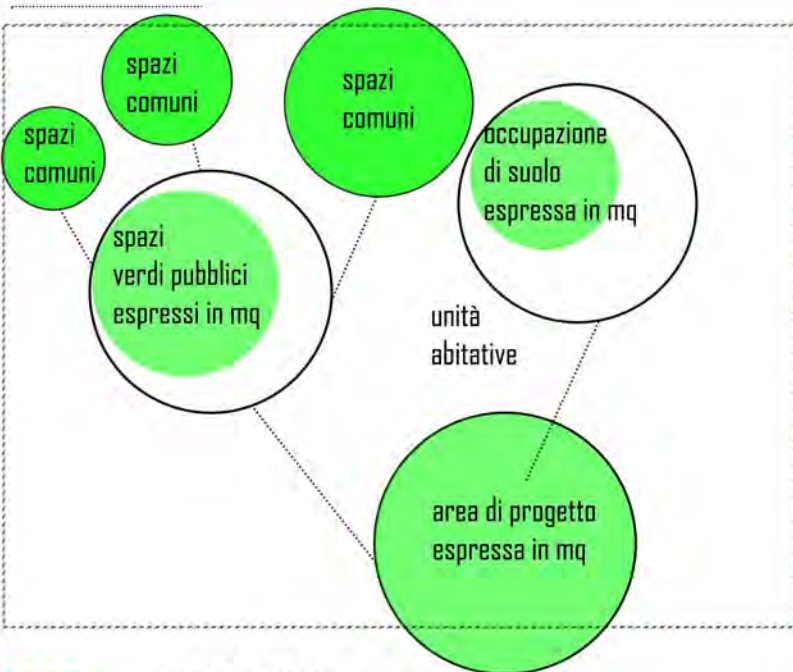 spazi
comuni
spazi
comuni
spazi
comuni
occupazione
di suolo
espressa in mq
spazi
verdi pubblici
espressi in mq
unità
abitative
area di progetto
espressa in mq